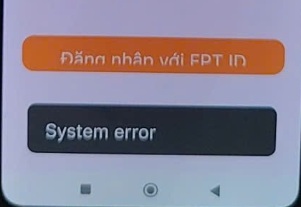 Đăng nhập với FPT ID
System error